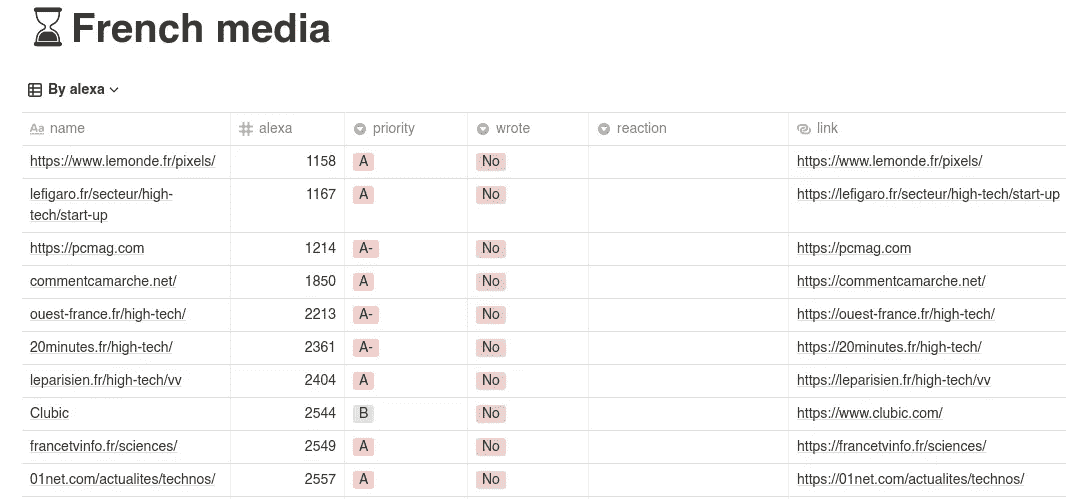 French media
By alexa
Aa name alexa priority wrote reaction link
https://www.lemonde.fr/pixels/ 1158 A No https://www.lemonde.fr/pixels/
lefigaro.fr/secteur/high- 1167 A No https://lefigaro.fr/secteur/high-tech/start-up
tech/start-up
https://pcmag.com 1214 A- No https://pcmag.com
commentcamarche.net/ 1850 A No https://commentcamarche.net/
ouest-france.fr/high-tech/ 2213 A- No https://ouest-france.fr/high-tech/
20minutes.fr/high-tech/ 2361 A- No https://20minutes.fr/high-tech/
leparisien.fr/high-tech/vv 2404 A No https://leparisien.fr/high-tech/vv
Clubic 2544 B No https://www.clubic.com/
francetvinfo.fr/sciences/ 2549 A No https://francetvinfo.fr/sciences/
01net.com/actualites/technos/ 2557 A No https://01net.com/actualites/technos/